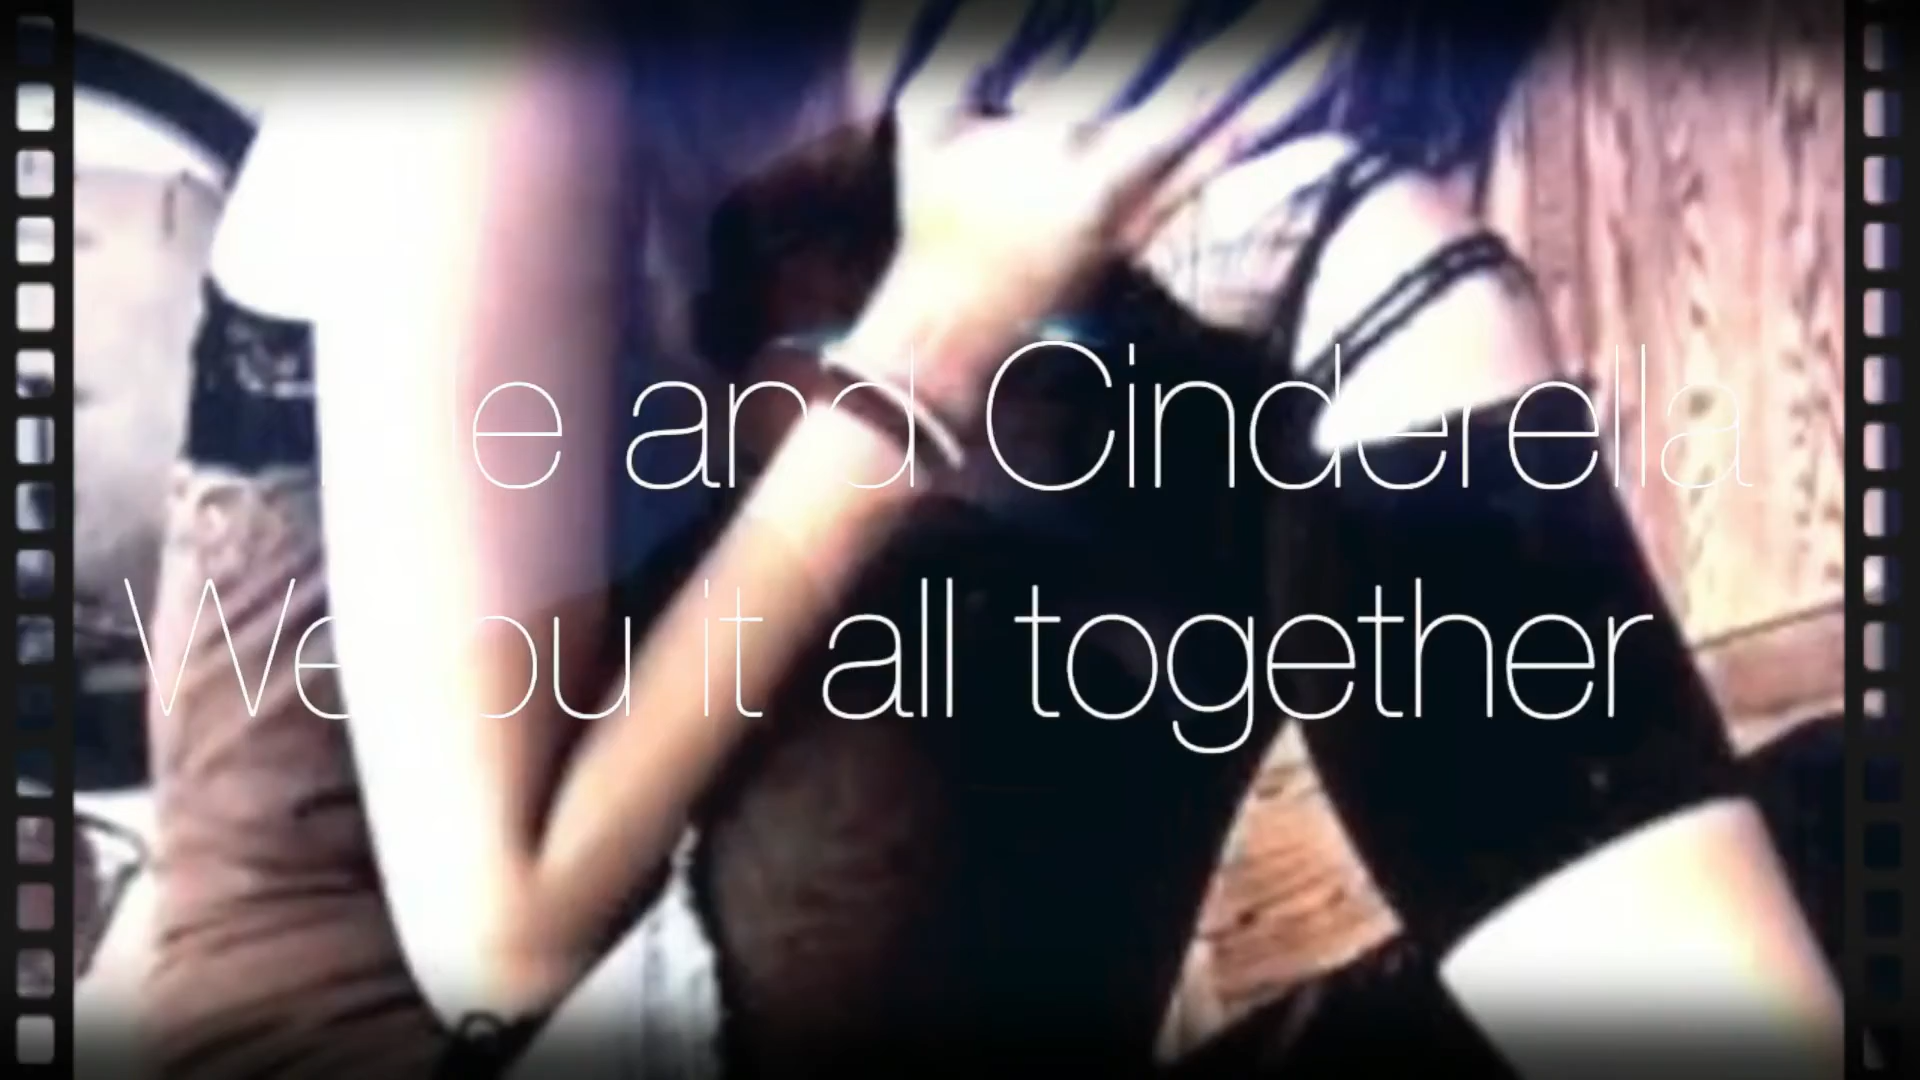 and Cinderella
We it all together